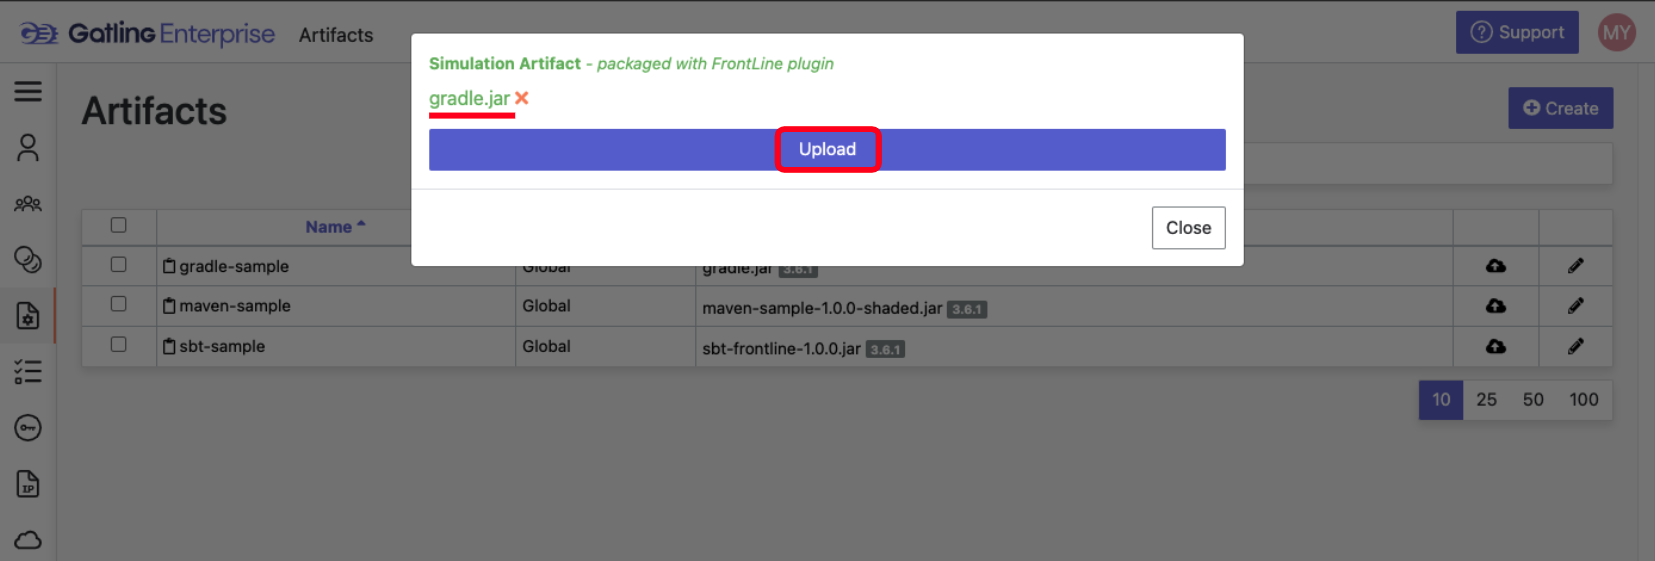 Gatling Enterprise Artifacts
Support
MY
Simulation Artifact - packaged with FrontLine plugin
gradle.jar
Upload
Close
Artifacts
Create
Name
gradle-sample Global gradle.jar 3.6.1
maven-sample Global maven-sample-1.0.0-shaded.jar 3.6.1
sbt-sample Global sbt-frontline-1.0.0.jar 3.6.1
10 25 50 100
IP